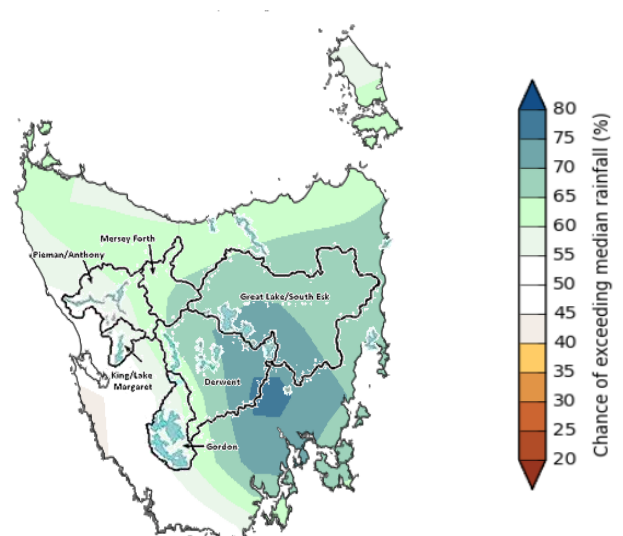 Mersey Forth
Pieman/Anthony
Great Lake/South Esk
King/Lake
Margaret
Derwent
Gordon
80
75
70
65
60
55
50
45
40
35
30
25
20
Chance of exceeding median rainfall (%)